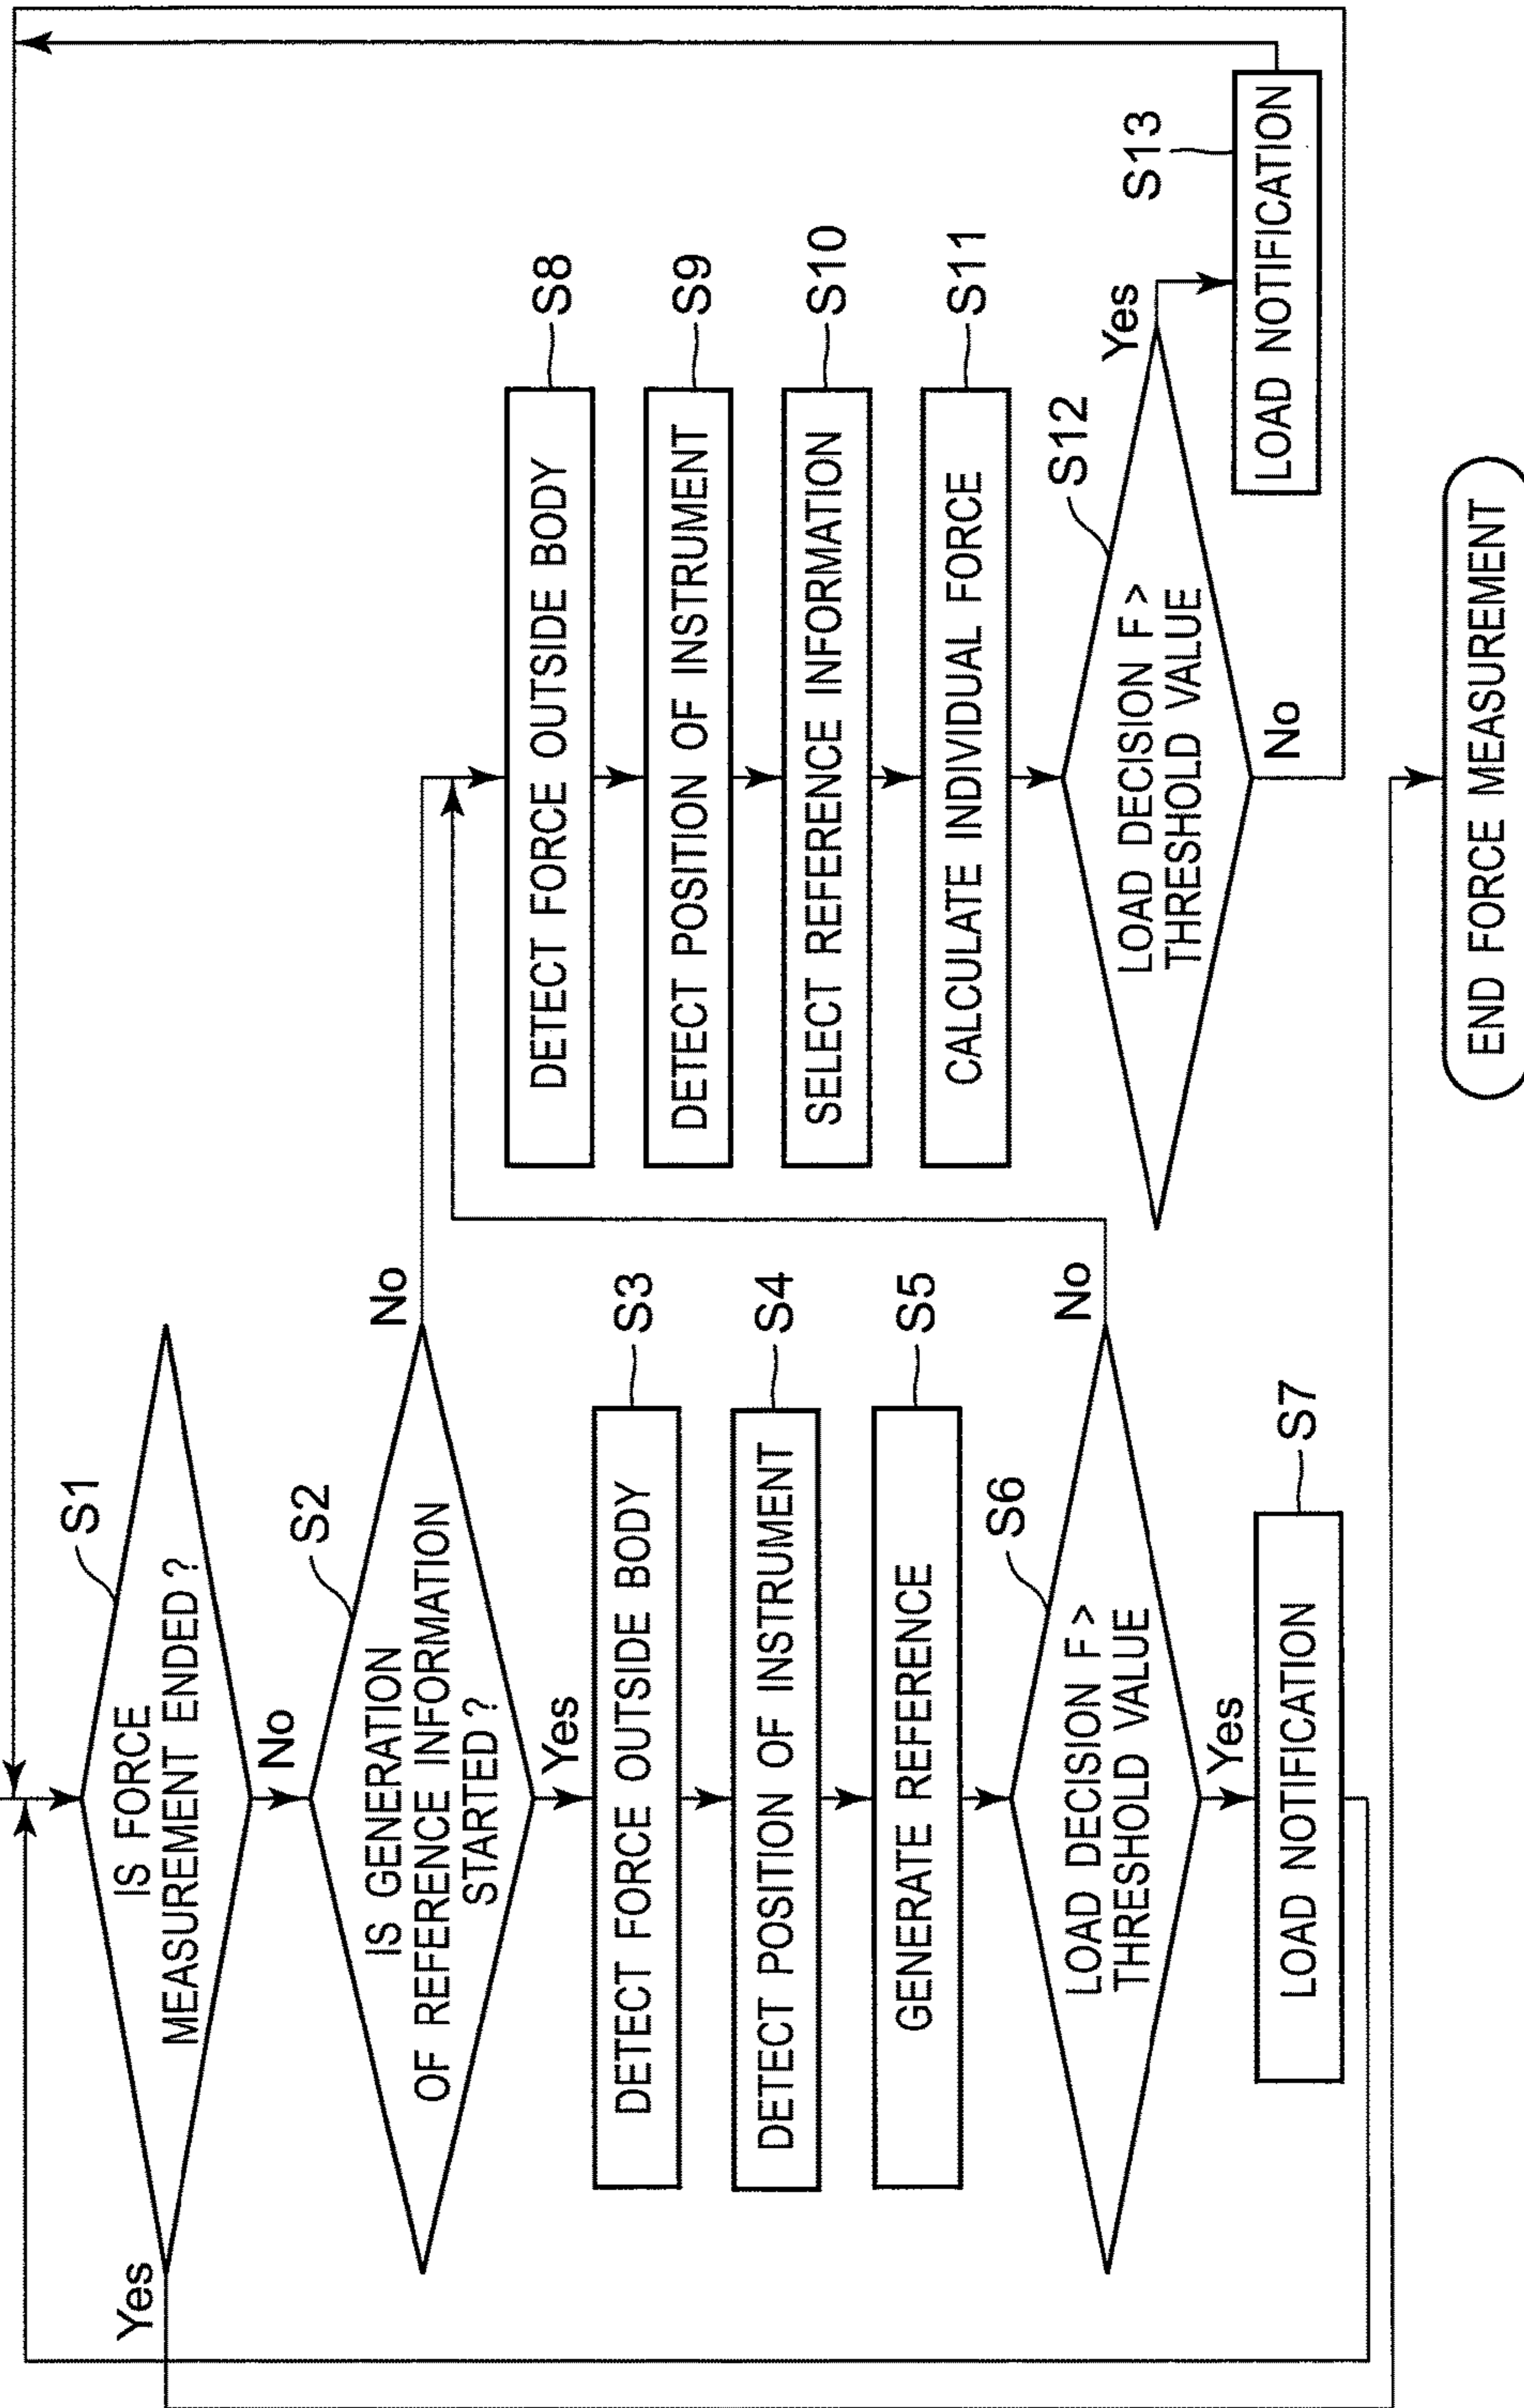 S1
IS FORCE
MEASUREMENT ENDED ?
Yes
No
S2
IS GENERATION
OF REFERENCE INFORMATION
STARTED ?
No
Yes
S3
DETECT FORCE OUTSIDE BODY
S4
DETECT POSITION OF INSTRUMENT
S5
GENERATE REFERENCE
S6
LOAD DECISION F >
THRESHOLD VALUE
No
Yes
S7
LOAD NOTIFICATION
S8
DETECT FORCE OUTSIDE BODY
S9
DETECT POSITION OF INSTRUMENT
S10
SELECT REFERENCE INFORMATION
S11
CALCULATE INDIVIDUAL FORCE
S12
LOAD DECISION F >
THRESHOLD VALUE
Yes
No
S13
LOAD NOTIFICATION
END FORCE MEASUREMENT